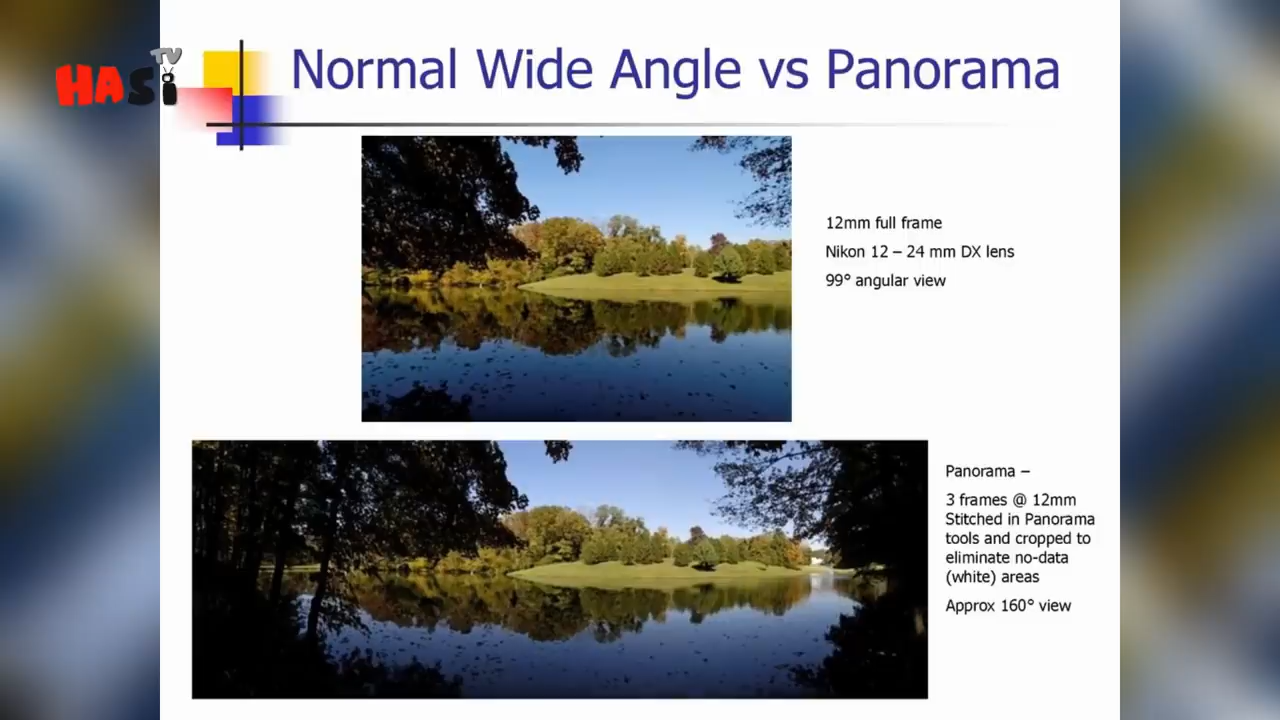 HASi TV
Normal Wide Angle vs Panorama
12mm full frame
Nikon 12 – 24 mm DX lens
99° angular view
Panorama –
3 frames @ 12mm
Stitched in Panorama
tools and cropped to
eliminate no-data
(white) areas
Approx 160° view